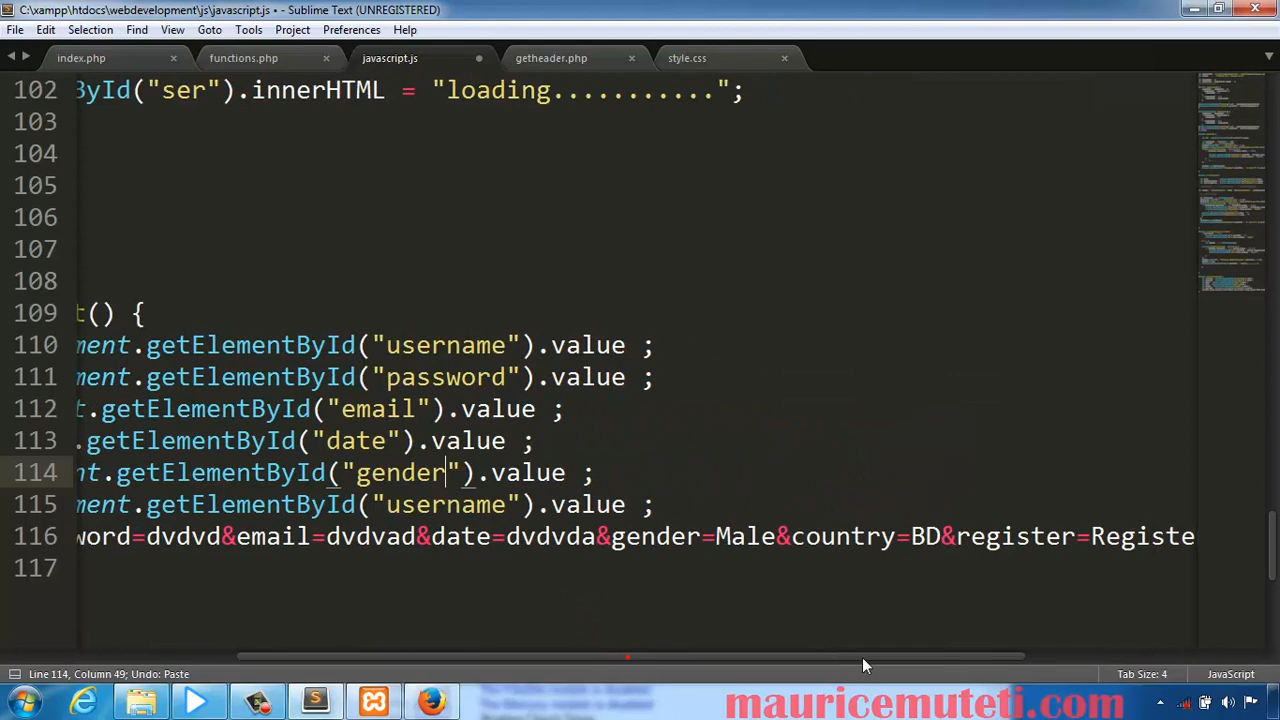 C:\xampp\htdocs\webdevelopment\js\javascript.js • - Sublime Text (UNREGISTERED)
File Edit Selection Find View Goto Tools Project Preferences Help
index.php × functions.php × javascript.js getheader.php × style.css ×
102 ById("ser").innerHTML = "loading...........";
103
104
105
106
107
108
109 t() {
110 ment.getElementById("username").value ;
111 ment.getElementById("password").value ;
112 t.getElementById("email").value ;
113 .getElementById("date").value ;
114 nt.getElementById("gender").value ;
115 ment.getElementById("username").value ;
116 word=dvdvd&email=dvdvad&date=dvdvda&gender=Male&country=BD&register=Registe
117
Line 114, Column 49; Undo: Paste Tab Size: 4 JavaScript
mauricemuteti.com